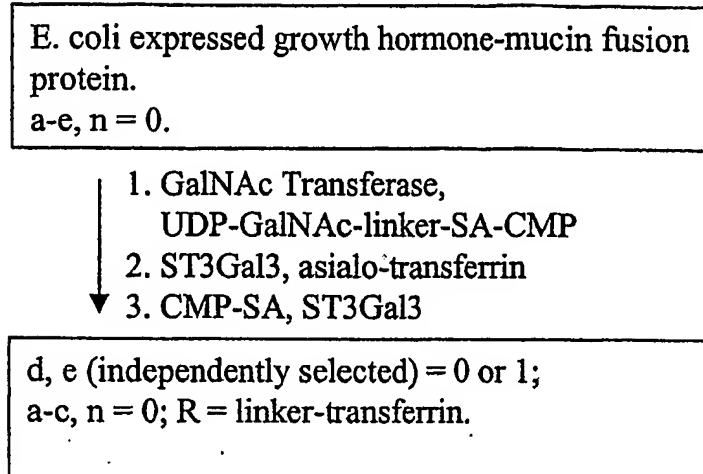 E. coli expressed growth hormone-mucin fusion
protein.
a-e, n = 0.
1. GalNAc Transferase,
UDP-GalNAc-linker-SA-CMP
2. ST3Gal3, asialo-transferrin
3. CMP-SA, ST3Gal3
d, e (independently selected) = 0 or 1;
a-c, n = 0; R = linker-transferrin.